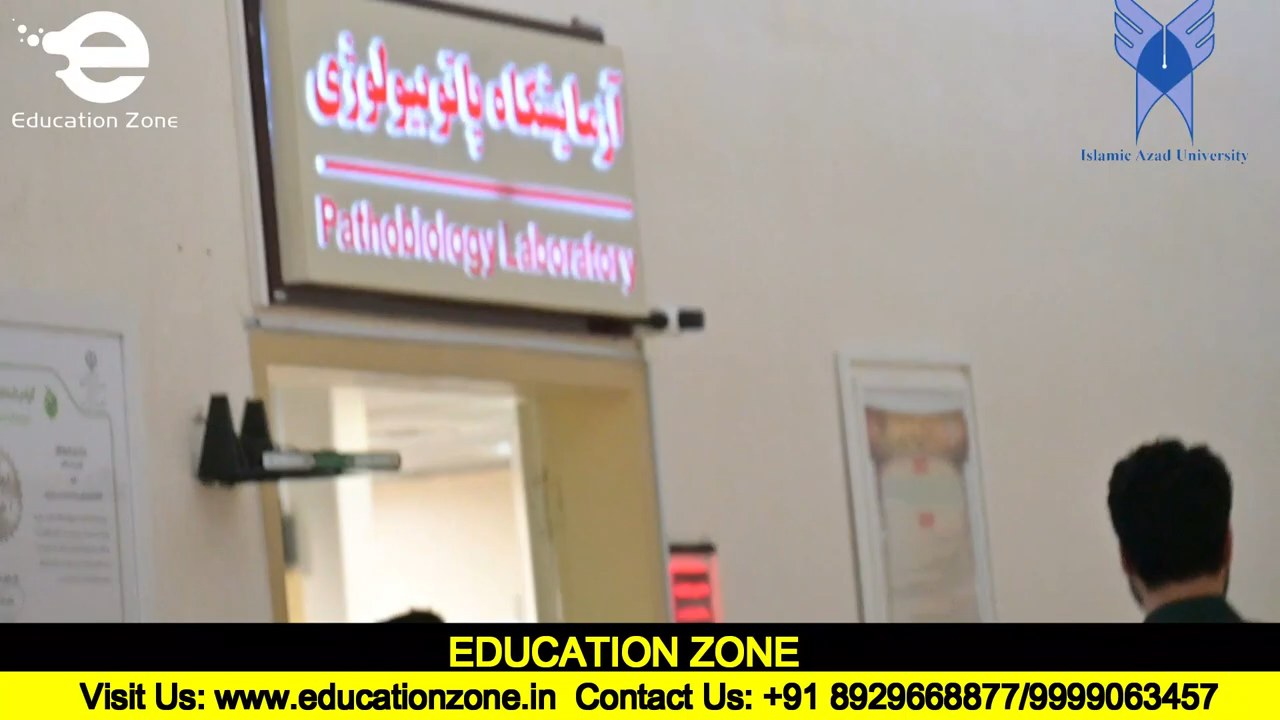 Education Zone
Islamic Azad University
آزمایشگاه پاتوبیولوژی
Pathobiology Laboratory
EDUCATION ZONE
Visit Us: www.educationzone.in Contact Us: +91 8929668877/9999063457